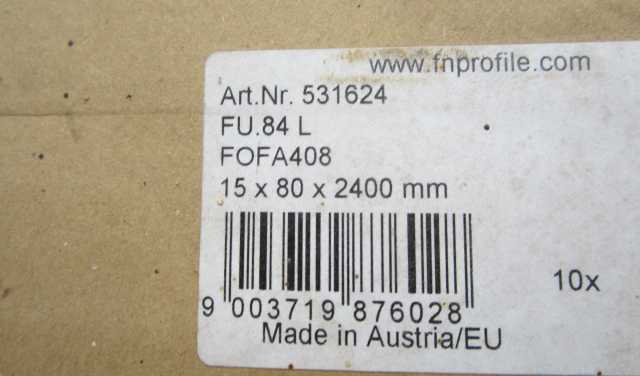 www.fnprofile.com
Art.Nr. 531624
FU.84 L
FOFA408
15 x 80 x 2400 mm
10x
9 003719 876028
Made in Austria/EU